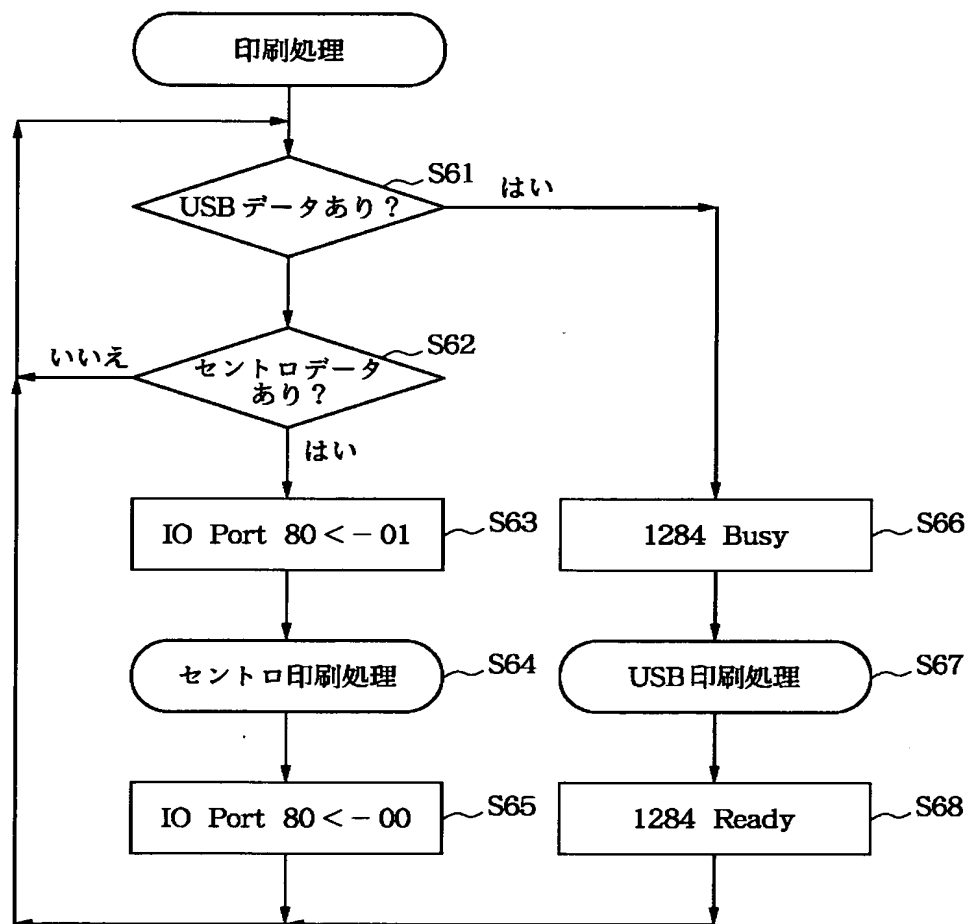 印刷処理
S61
USBデータあり?
はい
S62
いいえ
セントロデータ
あり?
はい
IO Port 80<-01
S63
1284 Busy
S66
セントロ印刷処理
S64
USB印刷処理
S67
IO Port 80<-00
S65
1284 Ready
S68